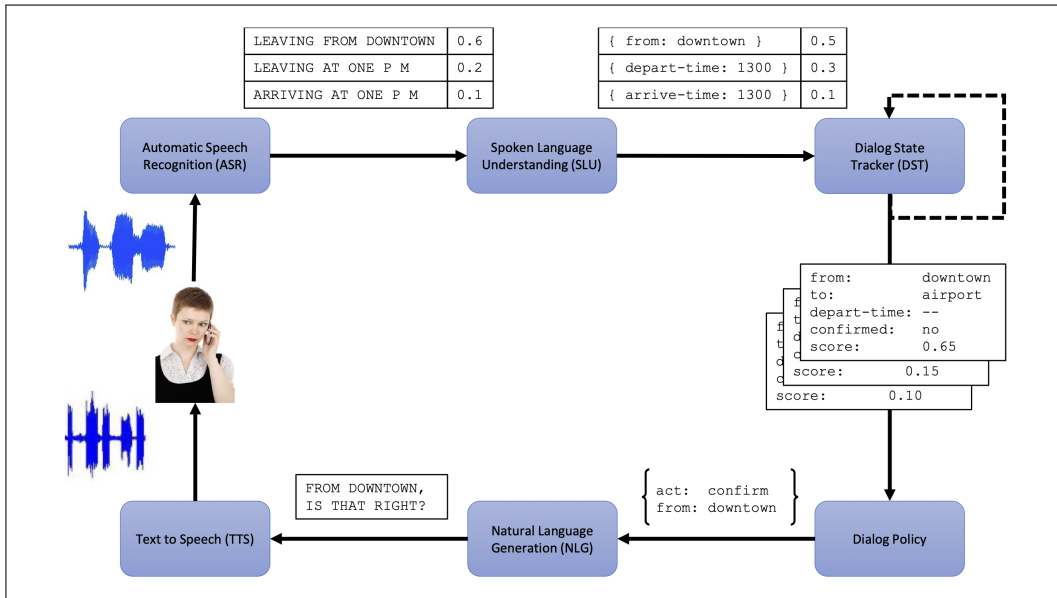 LEAVING FROM DOWNTOWN 0.6
LEAVING AT ONE P M 0.2
ARRIVING AT ONE P M 0.1
{ from: downtown } 0.5
{ depart-time: 1300 } 0.3
{ arrive-time: 1300 } 0.1
Automatic Speech
Recognition (ASR)
Spoken Language
Understanding (SLU)
Dialog State
Tracker (DST)
from: downtown
to: airport
depart-time: --
confirmed: no
score: 0.65
f
t
d
c
score: 0.15
f
t
d
c
score: 0.10
FROM DOWNTOWN,
IS THAT RIGHT?
act: confirm
from: downtown
Text to Speech (TTS)
Natural Language
Generation (NLG)
Dialog Policy